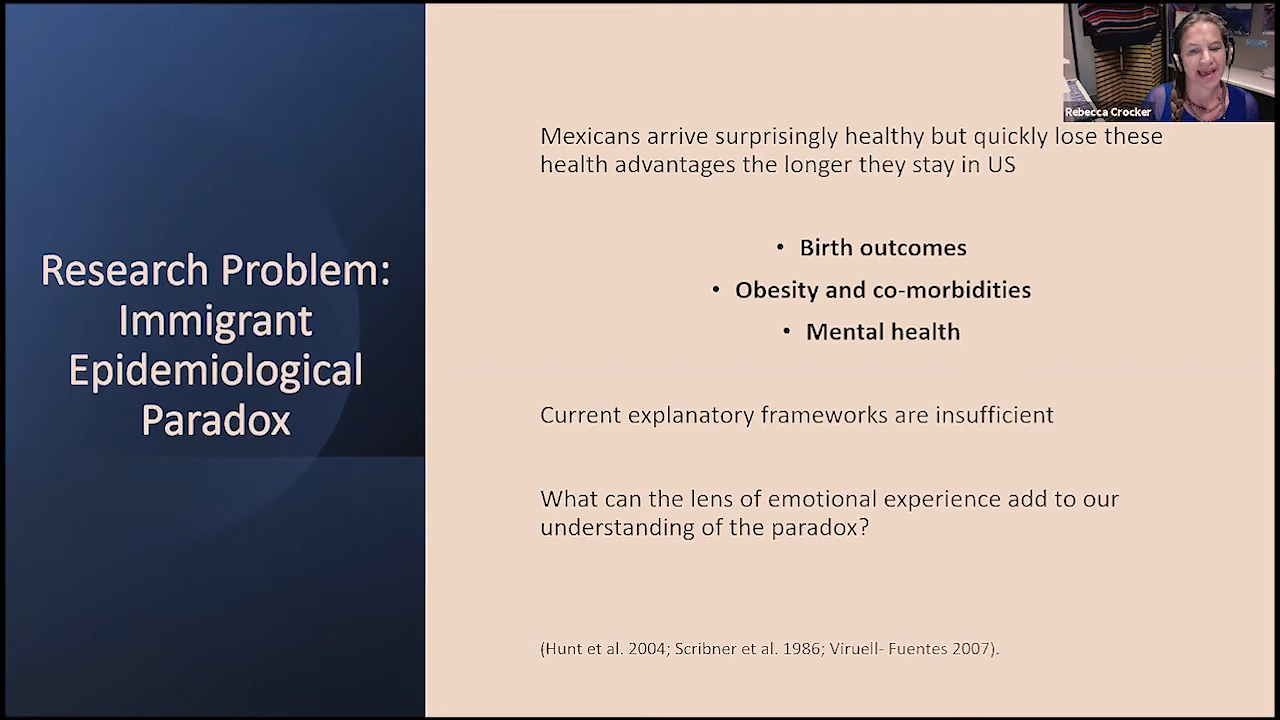 Research Problem:
Immigrant
Epidemiological
Paradox
Rebecca Crocker
Mexicans arrive surprisingly healthy but quickly lose these
health advantages the longer they stay in US
• Birth outcomes
• Obesity and co-morbidities
• Mental health
Current explanatory frameworks are insufficient
What can the lens of emotional experience add to our
understanding of the paradox?
(Hunt et al. 2004; Scribner et al. 1986; Viruell- Fuentes 2007).